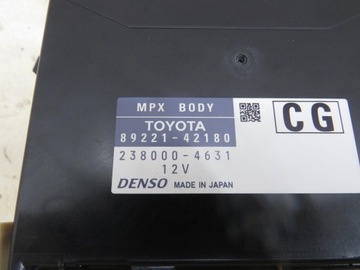 MPX BODY
TOYOTA
89221-42180
238000-4631
12V
DENSO MADE IN JAPAN
CG